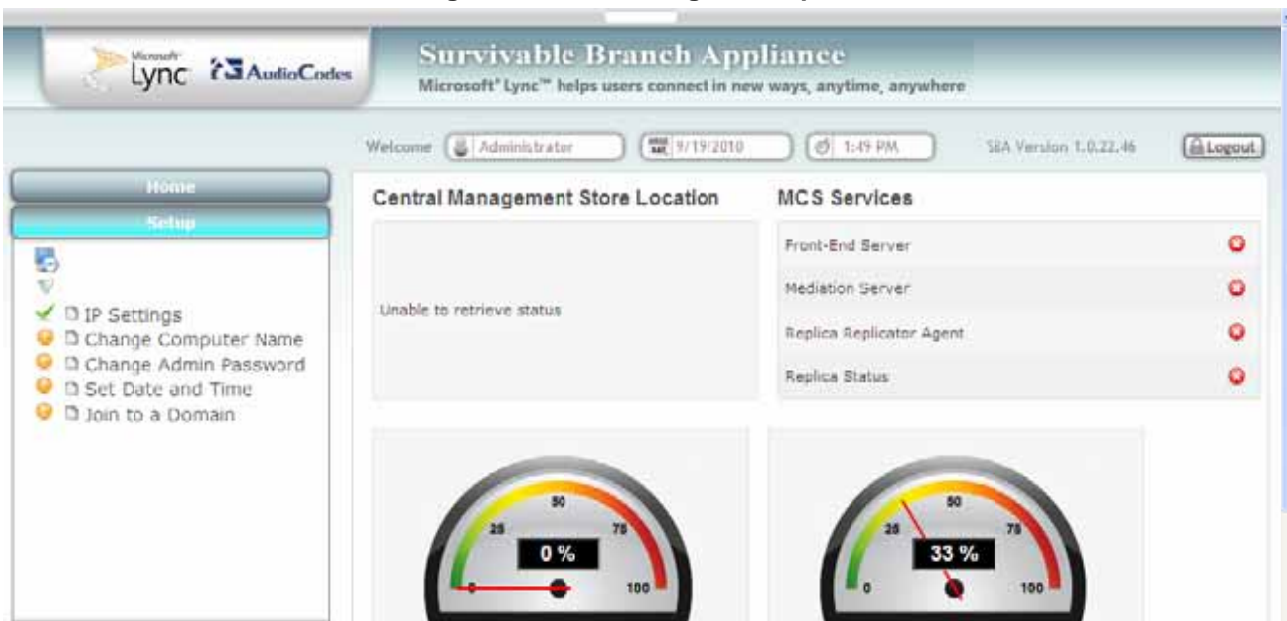 Microsoft
Lync
AudioCodes
Survivable Branch Appliance
Microsoft® Lync™ helps users connect in new ways, anytime, anywhere
Welcome
Administrator
9/19/2010
1:49 PM
SBA Version 1.0.22.46
Logout
Home
Setup
IP Settings
Change Computer Name
Change Admin Password
Set Date and Time
Join to a Domain
Central Management Store Location
Unable to retrieve status
MCS Services
Front-End Server
Mediation Server
Replica Replicator Agent
Replica Status
0
25
50
75
100
0 %
0
25
50
75
100
33 %